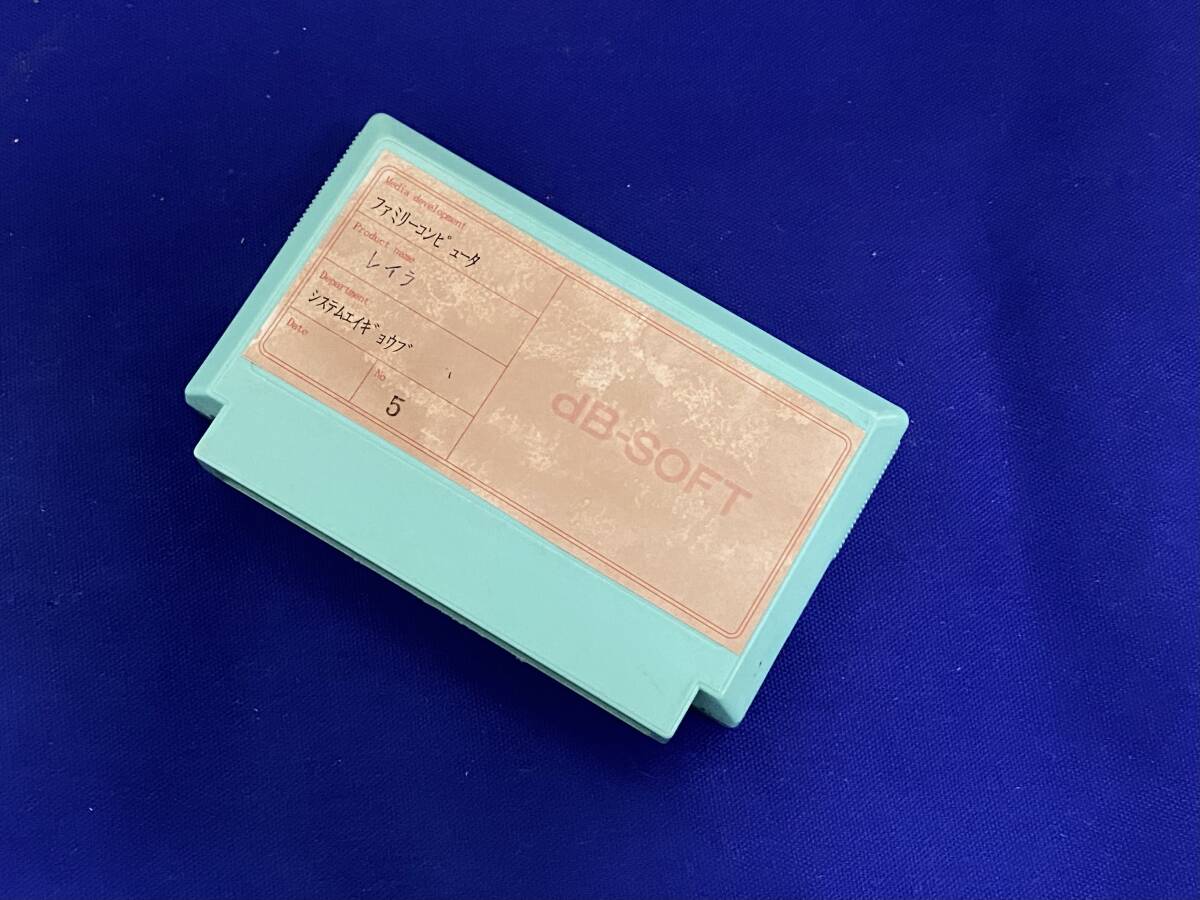 Media development
ファミリーコンピュータ
Product name
レイラ
Department
システムエイギョウブ
Date
No
5
dB-SOFT